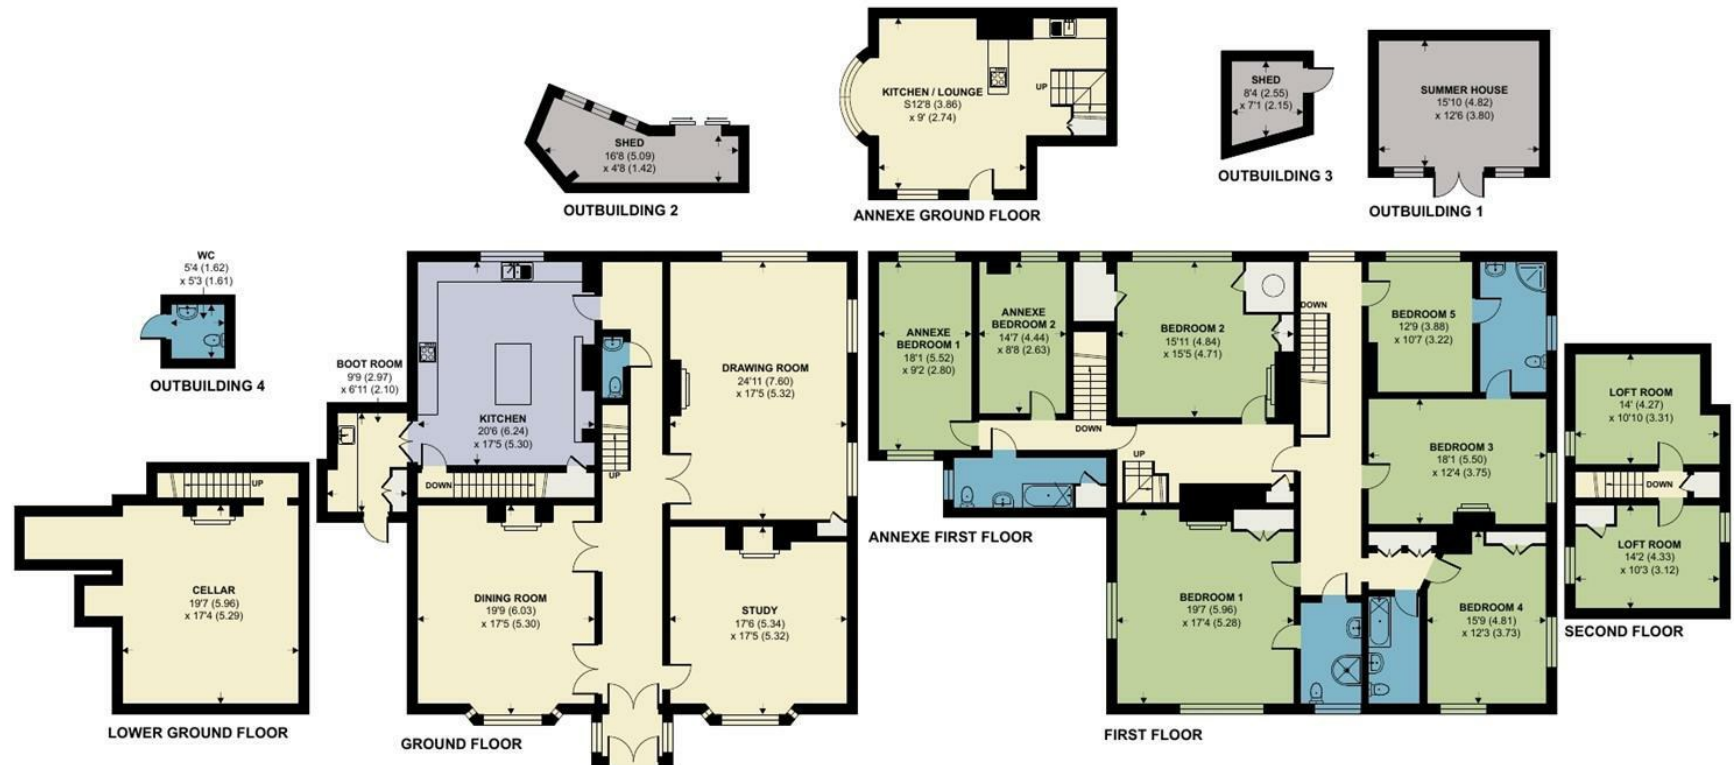 KITCHEN / LOUNGE
S12'8 (3.86)
x 9' (2.74)
UP
ANNEXE GROUND FLOOR
SHED
16'8 (5.09)
x 4'8 (1.42)
OUTBUILDING 2
SHED
8'4 (2.55)
x 7'1 (2.15)
OUTBUILDING 3
SUMMER HOUSE
15'10 (4.82)
x 12'6 (3.80)
OUTBUILDING 1
WC
5'4 (1.62)
x 5'3 (1.61)
OUTBUILDING 4
BOOT ROOM
9'9 (2.97)
x 6'11 (2.10)
KITCHEN
20'6 (6.24)
x 17'5 (5.30)
DRAWING ROOM
24'11 (7.60)
x 17'5 (5.32)
DOWN
UP
DINING ROOM
19'9 (6.03)
x 17'5 (5.30)
STUDY
17'6 (5.34)
x 17'5 (5.32)
GROUND FLOOR
UP
CELLAR
19'7 (5.96)
x 17'4 (5.29)
LOWER GROUND FLOOR
ANNEXE
BEDROOM 1
18'1 (5.52)
x 9'2 (2.80)
ANNEXE
BEDROOM 2
14'7 (4.44)
x 8'8 (2.63)
DOWN
ANNEXE FIRST FLOOR
BEDROOM 2
15'11 (4.84)
x 15'5 (4.71)
DOWN
BEDROOM 5
12'9 (3.88)
x 10'7 (3.22)
UP
BEDROOM 3
18'1 (5.50)
x 12'4 (3.75)
BEDROOM 1
19'7 (5.96)
x 17'4 (5.28)
BEDROOM 4
15'9 (4.81)
x 12'3 (3.73)
FIRST FLOOR
LOFT ROOM
14' (4.27)
x 10'10 (3.31)
DOWN
LOFT ROOM
14'2 (4.33)
x 10'3 (3.12)
SECOND FLOOR